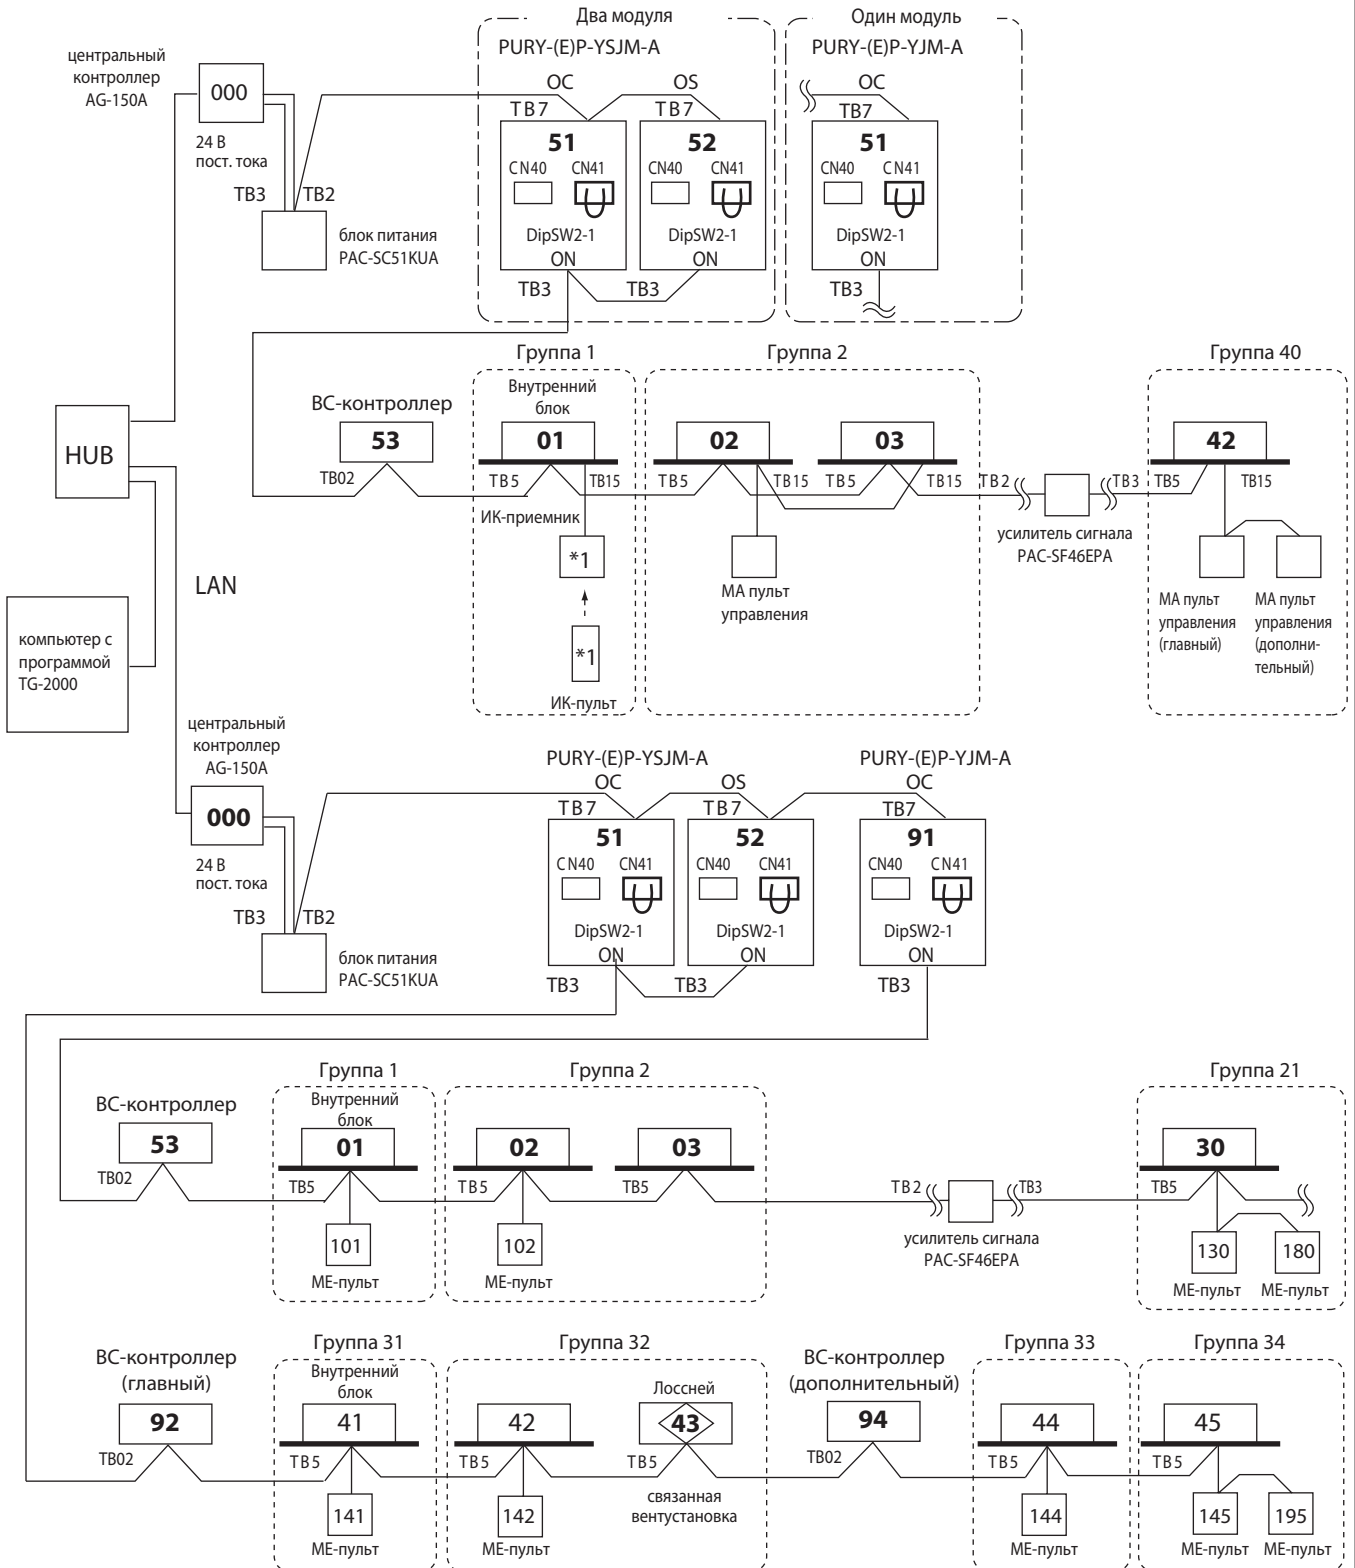 Два модуля
PURY-(E)P-YSJM-A
Один модуль
PURY-(E)P-YJM-A
центральный
контроллер
AG-150A
000
24 В
пост. тока
TB3
TB2
блок питания
PAC-SC51KUA
OC
OS
TB7
TB7
51
CN40 CN41
DipSW2-1
ON
52
CN40 CN41
DipSW2-1
ON
TB3
TB3
OC
TB7
51
CN40 CN41
DipSW2-1
ON
TB3
HUB
LAN
компьютер с
программой
TG-2000
BC-контроллер
53
TB02
Группа 1
Внутренний
блок
01
TB5
TB15
ИК-приемник
*1
*1
ИК-пульт
Группа 2
02
TB5
TB15
03
TB5
TB15
МА пульт
управления
TB2
TB3
усилитель сигнала
PAC-SF46EPA
Группа 40
42
TB5
TB15
МА пульт
управления
(главный)
МА пульт
управления
(дополни-
тельный)
центральный
контроллер
AG-150A
000
24 В
пост. тока
TB3
TB2
блок питания
PAC-SC51KUA
PURY-(E)P-YSJM-A
PURY-(E)P-YJM-A
OC
OS
OC
TB7
TB7
TB7
51
CN40 CN41
DipSW2-1
ON
52
CN40 CN41
DipSW2-1
ON
91
CN40 CN41
DipSW2-1
ON
TB3
TB3
TB3
BC-контроллер
53
TB02
Группа 1
Внутренний
блок
01
TB5
101
ME-пульт
Группа 2
02
TB5
03
TB5
102
ME-пульт
TB2
TB3
усилитель сигнала
PAC-SF46EPA
Группа 21
30
TB5
130
180
ME-пульт
ME-пульт
BC-контроллер
(главный)
92
TB02
Группа 31
Внутренний
блок
41
TB5
141
ME-пульт
Группа 32
42
TB5
142
ME-пульт
Лоссней
43
TB5
связанная
вентустановка
BC-контроллер
(дополнительный)
94
TB02
Группа 33
44
TB5
144
ME-пульт
Группа 34
45
TB5
145
195
ME-пульт
ME-пульт